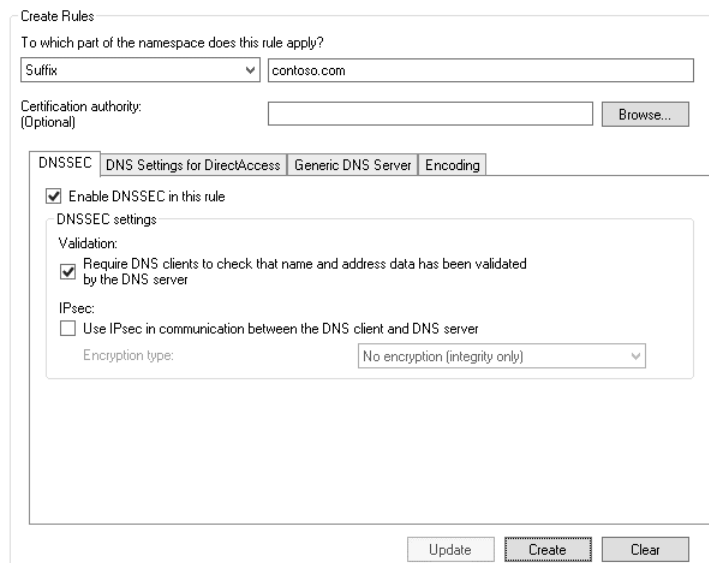 Create Rules
To which part of the namespace does this rule apply?
Suffix contoso.com
Certification authority:
(Optional) Browse...
DNSSEC DNS Settings for DirectAccess Generic DNS Server Encoding
Enable DNSSEC in this rule
DNSSEC settings
Validation:
Require DNS clients to check that name and address data has been validated
by the DNS server
IPsec:
Use IPsec in communication between the DNS client and DNS server
Encryption type: No encryption (integrity only)
Update Create Clear